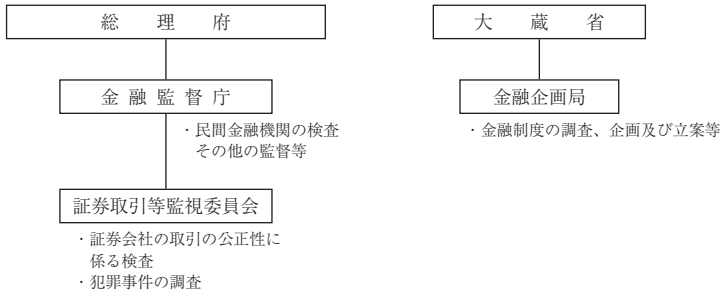 総理府
大蔵省
金融監督庁
金融企画局
・民間金融機関の検査
その他の監督等
・金融制度の調査、企画及び立案等
証券取引等監視委員会
・証券会社の取引の公正性に
係る検査
・犯罪事件の調査